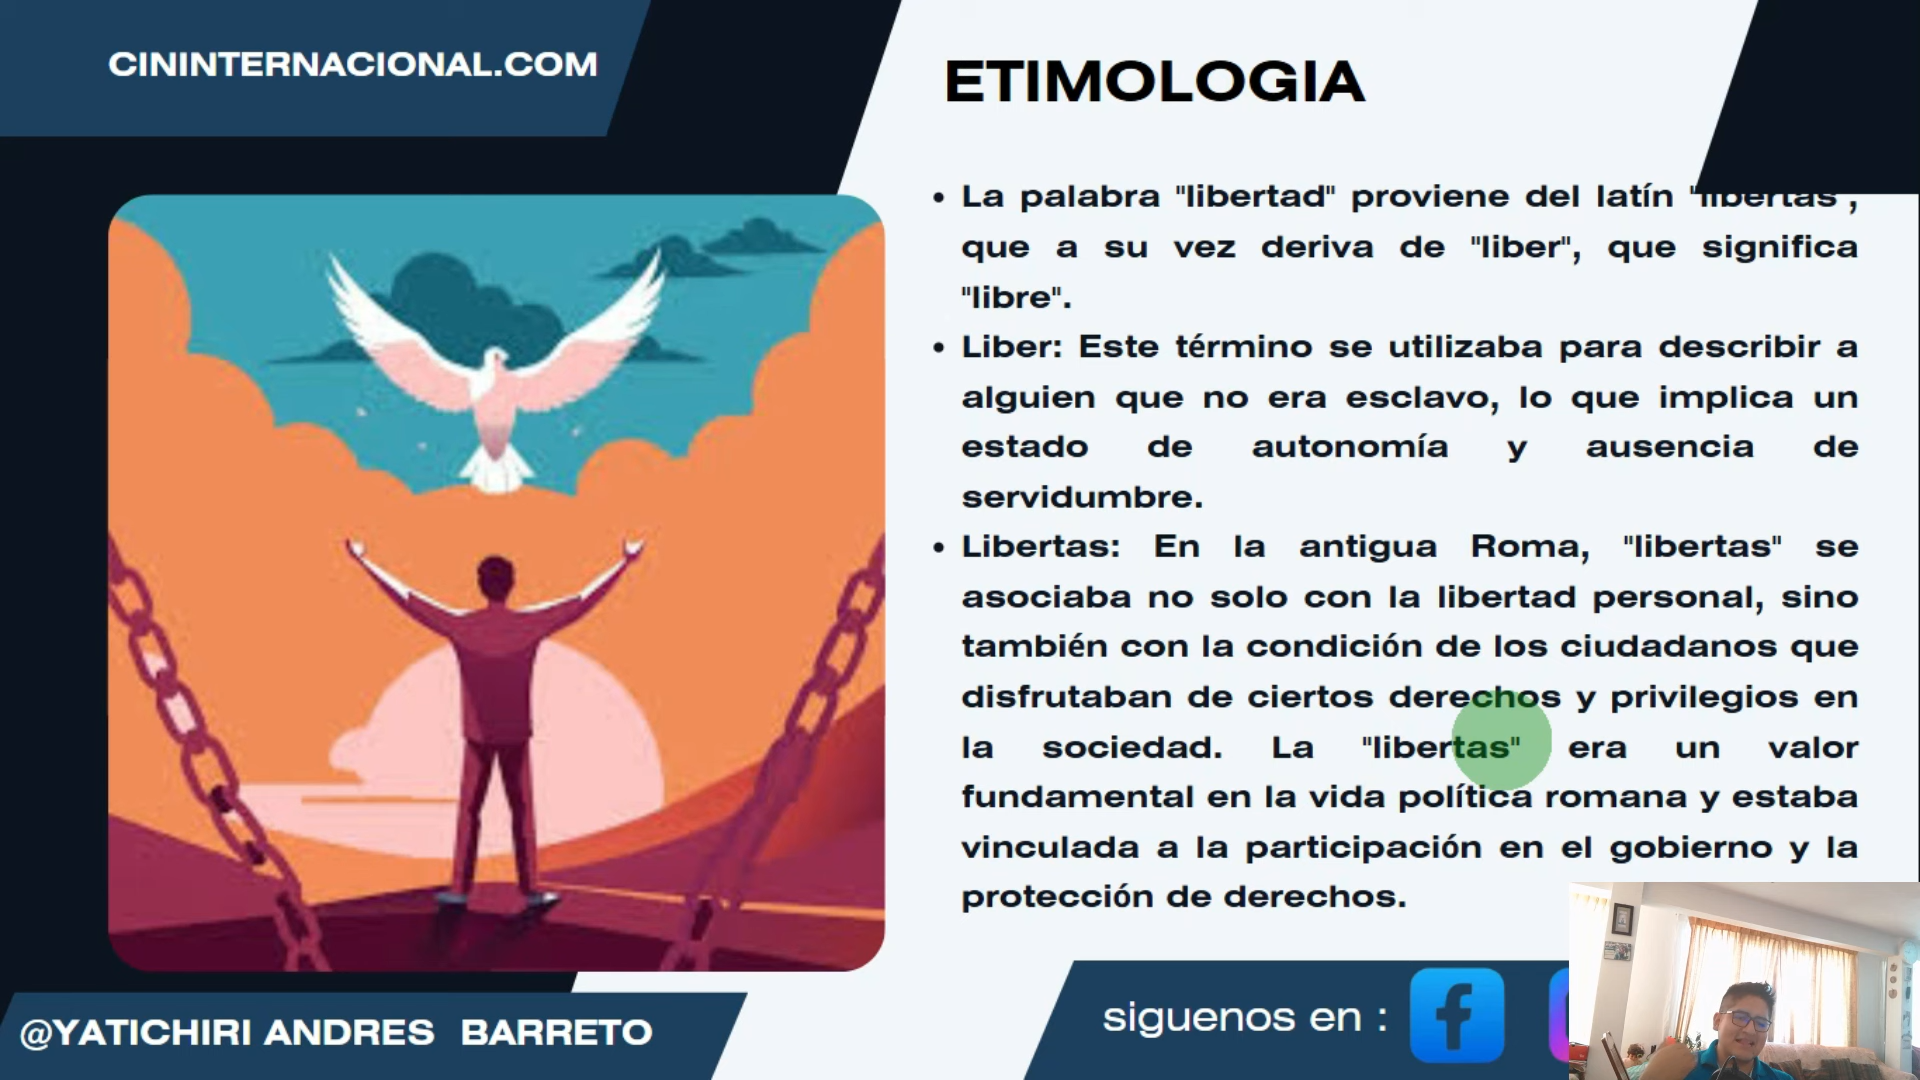 CININTERNACIONAL.COM
ETIMOLOGIA
• La palabra "libertad" proviene del latín "libertas",
que a su vez deriva de "liber", que significa
"libre".
• Liber: Este término se utilizaba para describir a
alguien que no era esclavo, lo que implica un
estado de autonomía y ausencia de
servidumbre.
• Libertas: En la antigua Roma, "libertas" se
asociaba no solo con la libertad personal, sino
también con la condición de los ciudadanos que
disfrutaban de ciertos derechos y privilegios en
la sociedad. La "libertas" era un valor
fundamental en la vida política romana y estaba
vinculada a la participación en el gobierno y la
protección de derechos.
@YATICHIRI ANDRES BARRETO
siguenos en :